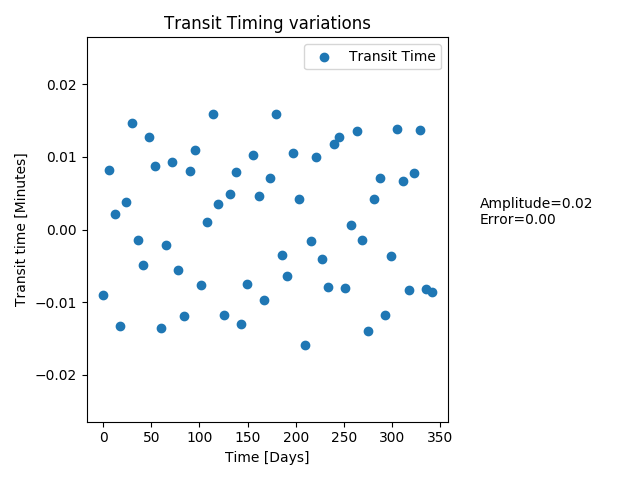 Transit Timing variations
Transit Time
0.02
0.01
0.00
−0.01
−0.02
Transit time [Minutes]
0 50 100 150 200 250 300 350
Time [Days]
Amplitude=0.02
Error=0.00